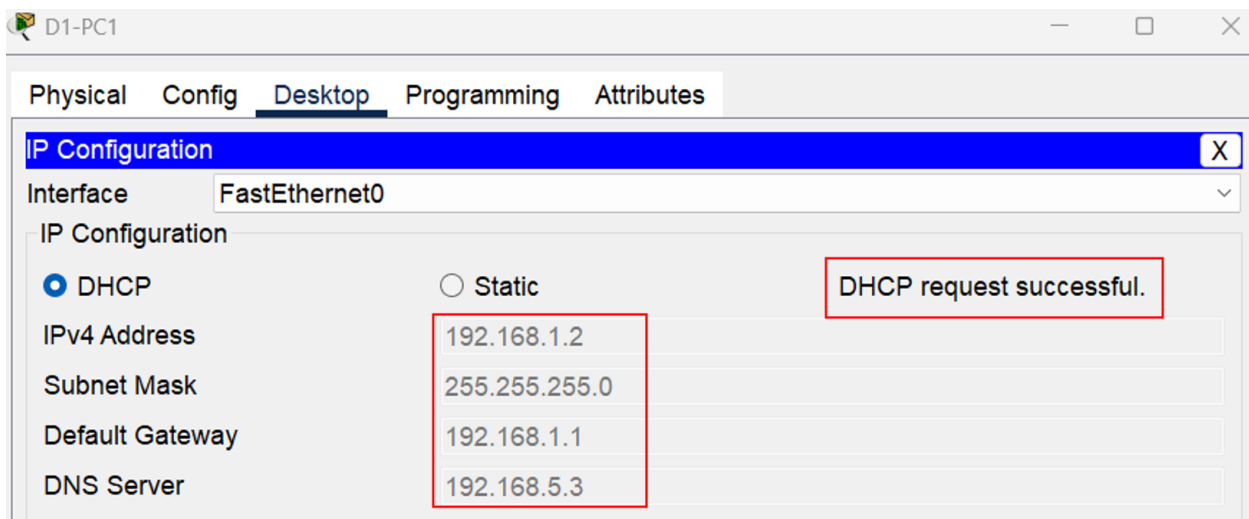 D1-PC1
Physical Config Desktop Programming Attributes
IP Configuration X
Interface FastEthernet0
IP Configuration
DHCP Static DHCP request successful.
IPv4 Address 192.168.1.2
Subnet Mask 255.255.255.0
Default Gateway 192.168.1.1
DNS Server 192.168.5.3